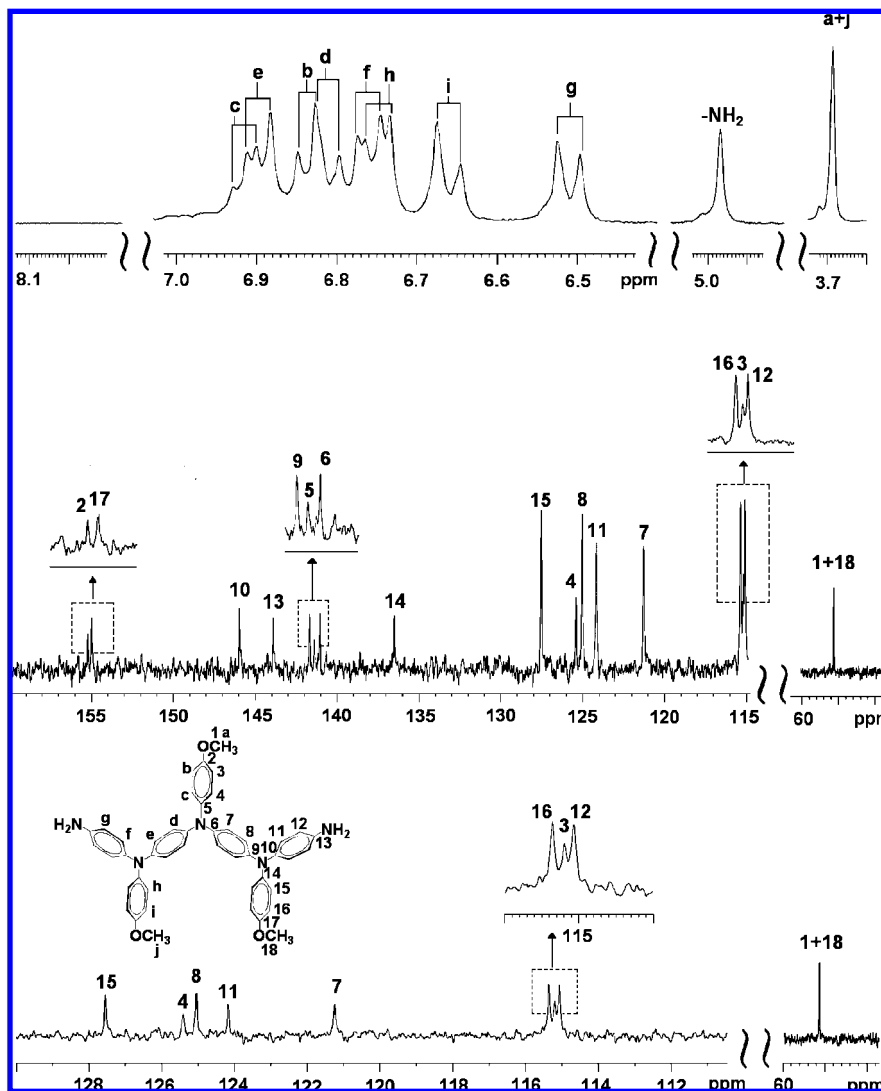 a+j
e b d f h i g
c -NH2
8.1 7.0 6.9 6.8 6.7 6.6 6.5 ppm 5.0 3.7
16 3 12
9 5 6
2 17
15 8 11 4 7 1+18
10 13 14
155 150 145 140 135 130 125 120 115 60 ppm
1 a
OCH3
2
b 3
c 4
5
H2N g f e d N 6 7 8 11 12 NH2
9 10 13
N N
h 14 15
i 16
17
OCH3 OCH3
j 18
16 3 12
115
15 4 8 11 7 1+18
128 126 124 122 120 118 116 114 112 ppm 60 ppm